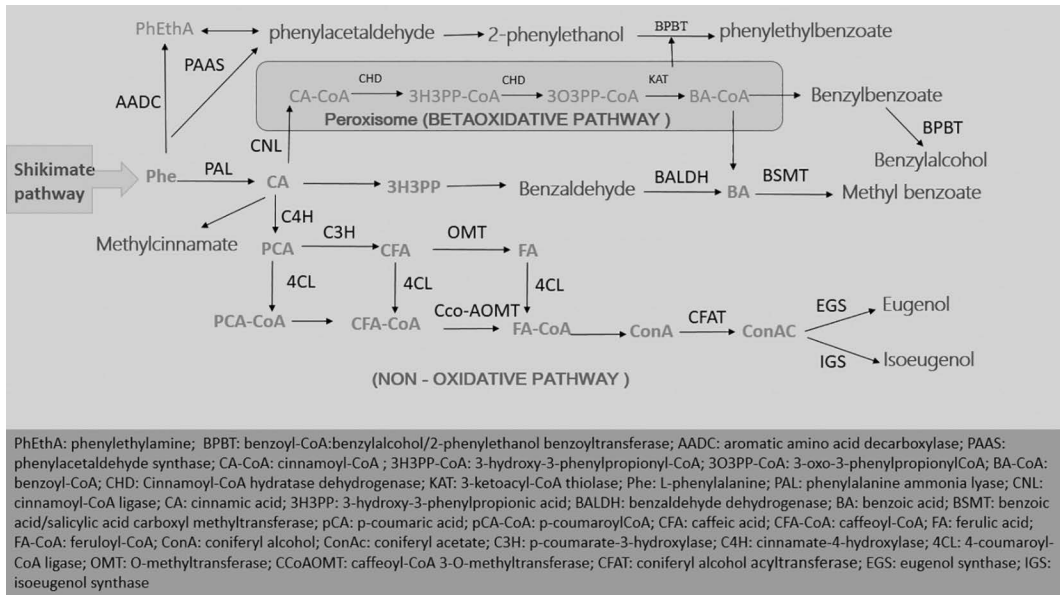 PhEthA phenylacetaldehyde 2-phenylethanol BPBT phenylethylbenzoate
PAAS
AADC
CHD CHD KAT
CA-CoA 3H3PP-CoA 3O3PP-CoA BA-CoA Benzylbenzoate
Peroxisome (BETAOXIDATIVE PATHWAY )
BPBT
CNL
Benzylalcohol
Shikimate
pathway
Phe PAL CA 3H3PP Benzaldehyde BALDH BA BSMT Methyl benzoate
C4H
Methylcinnamate PCA C3H CFA OMT FA
4CL 4CL 4CL
PCA-CoA CFA-CoA Cco-AOMT FA-CoA ConA CFAT ConAC EGS Eugenol
IGS Isoeugenol
(NON - OXIDATIVE PATHWAY )
PhEthA: phenylethylamine; BPBT: benzoyl-CoA:benzylalcohol/2-phenylethanol benzoyltransferase; AADC: aromatic amino acid decarboxylase; PAAS:
phenylacetaldehyde synthase; CA-CoA: cinnamoyl-CoA ; 3H3PP-CoA: 3-hydroxy-3-phenylpropionyl-CoA; 3O3PP-CoA: 3-oxo-3-phenylpropionylCoA; BA-CoA:
benzoyl-CoA; CHD: Cinnamoyl-CoA hydratase dehydrogenase; KAT: 3-ketoacyl-CoA thiolase; Phe: L-phenylalanine; PAL: phenylalanine ammonia lyase; CNL:
cinnamoyl-CoA ligase; CA: cinnamic acid; 3H3PP: 3-hydroxy-3-phenylpropionic acid; BALDH: benzaldehyde dehydrogenase; BA: benzoic acid; BSMT: benzoic
acid/salicylic acid carboxyl methyltransferase; pCA: p-coumaric acid; pCA-CoA: p-coumaroylCoA; CFA: caffeic acid; CFA-CoA: caffeoyl-CoA; FA: ferulic acid;
FA-CoA: feruloyl-CoA; ConA: coniferyl alcohol; ConAc: coniferyl acetate; C3H: p-coumarate-3-hydroxylase; C4H: cinnamate-4-hydroxylase; 4CL: 4-coumaroyl-
CoA ligase; OMT: O-methyltransferase; CCoAOMT: caffeoyl-CoA 3-O-methyltransferase; CFAT: coniferyl alcohol acyltransferase; EGS: eugenol synthase; IGS:
isoeugenol synthase